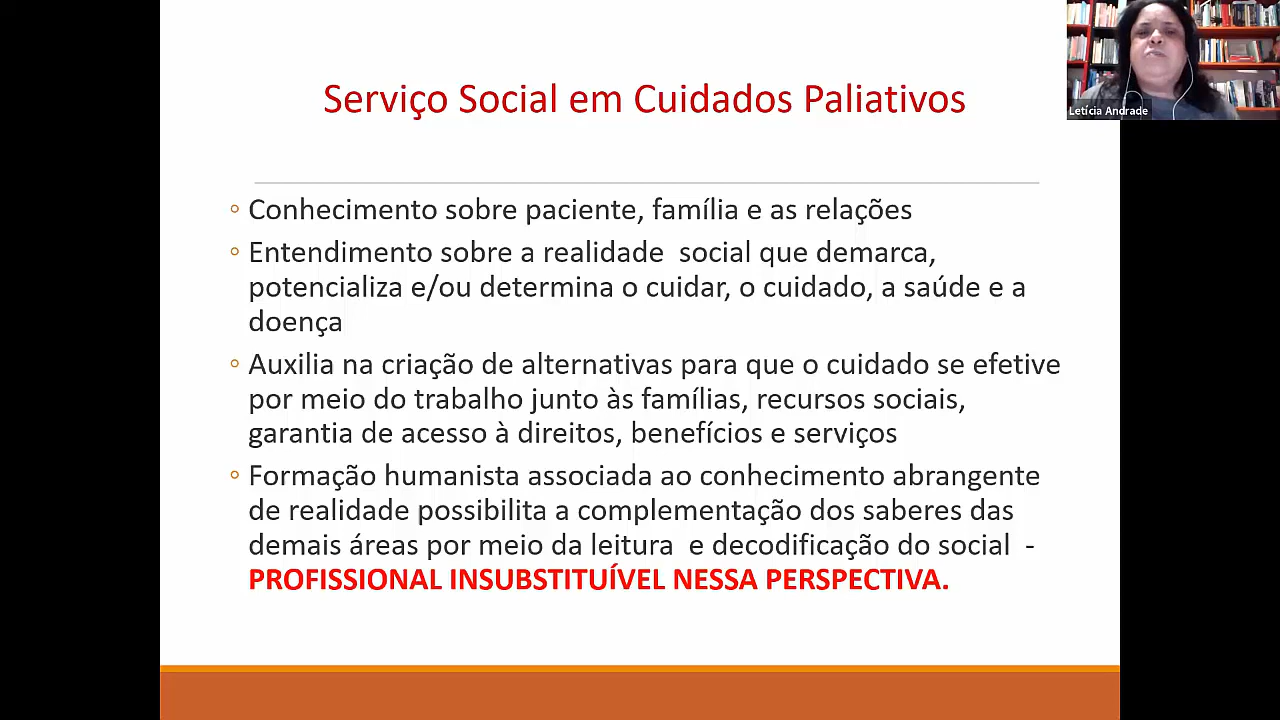 Serviço Social em Cuidados Paliativos
Letícia Andrade
◦ Conhecimento sobre paciente, família e as relações
◦ Entendimento sobre a realidade social que demarca,
potencializa e/ou determina o cuidar, o cuidado, a saúde e a
doença
◦ Auxilia na criação de alternativas para que o cuidado se efetive
por meio do trabalho junto às famílias, recursos sociais,
garantia de acesso à direitos, benefícios e serviços
◦ Formação humanista associada ao conhecimento abrangente
de realidade possibilita a complementação dos saberes das
demais áreas por meio da leitura e decodificação do social -
PROFISSIONAL INSUBSTITUÍVEL NESSA PERSPECTIVA.